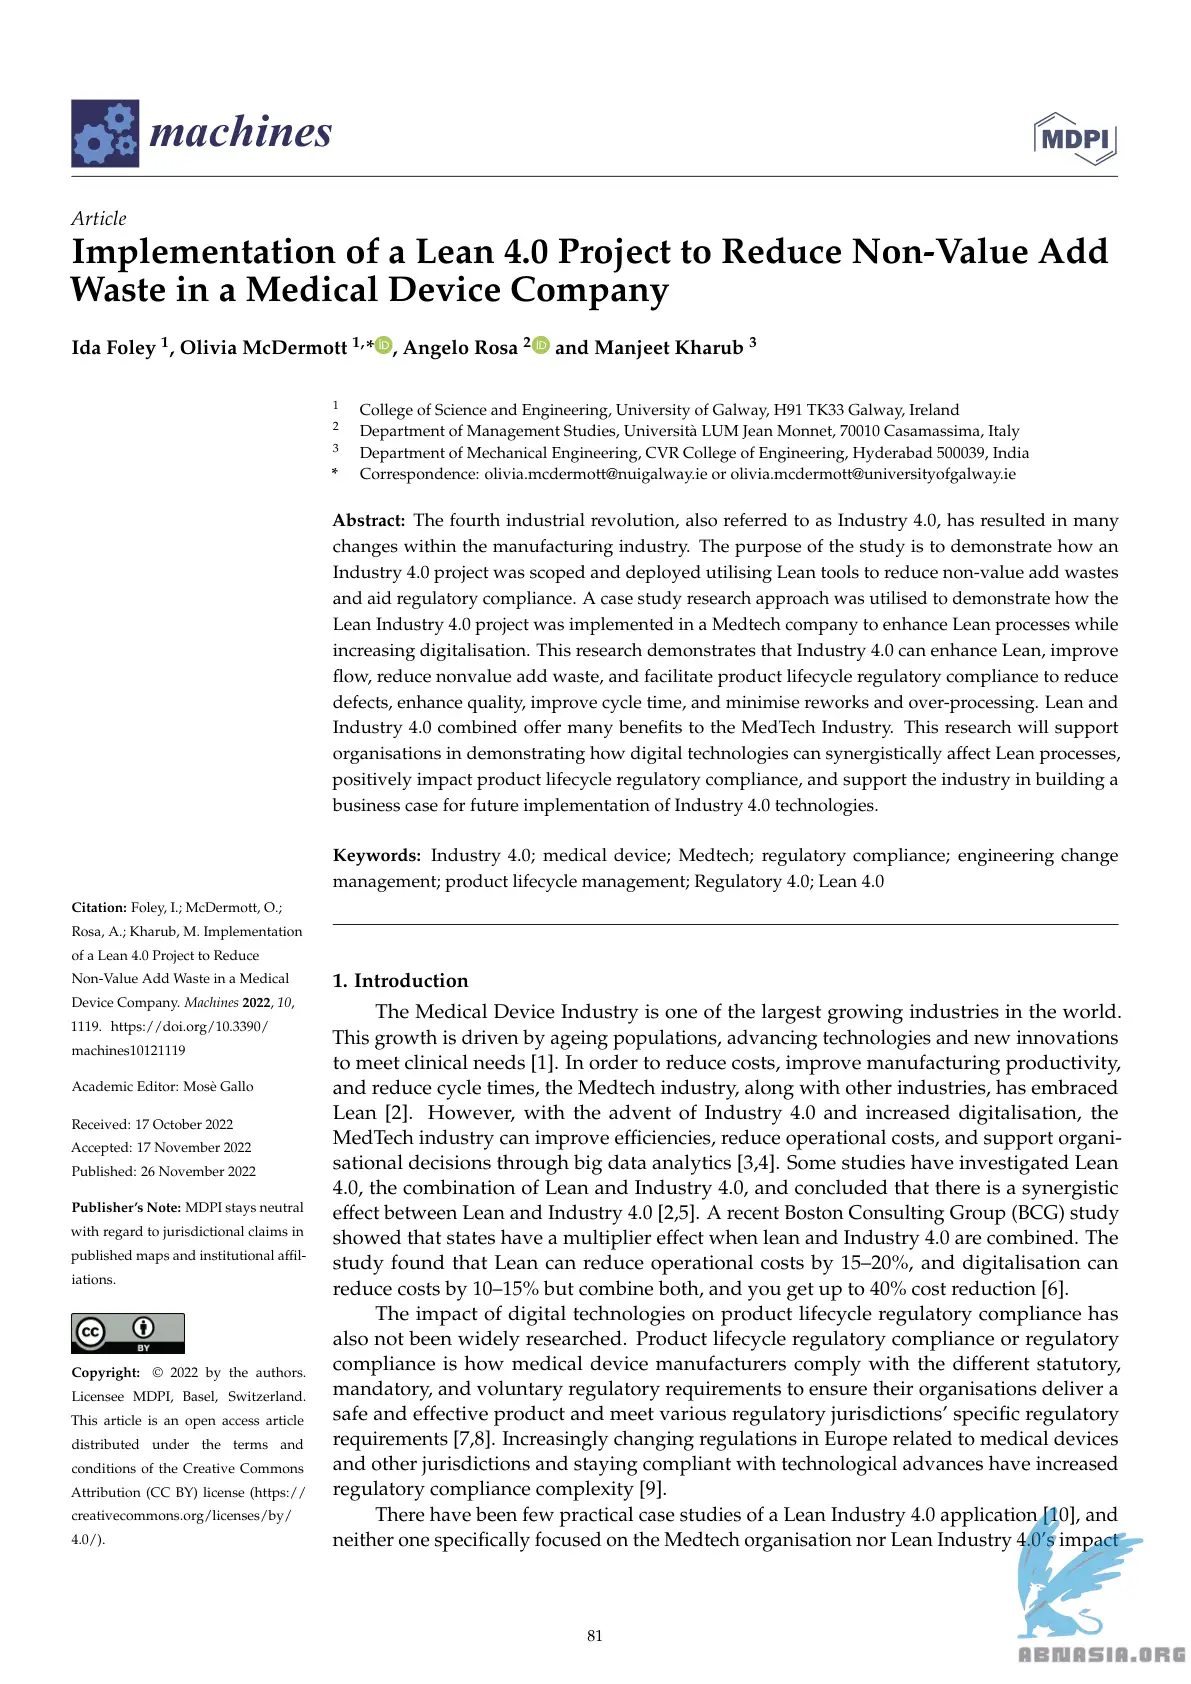 machines
MDPI
Article
Implementation of a Lean 4.0 Project to Reduce Non-Value Add
Waste in a Medical Device Company
Ida Foley 1, Olivia McDermott 1,* iD, Angelo Rosa 2 iD and Manjeet Kharub 3
1 College of Science and Engineering, University of Galway, H91 TK33 Galway, Ireland
2 Department of Management Studies, Università LUM Jean Monnet, 70010 Casamassima, Italy
3 Department of Mechanical Engineering, CVR College of Engineering, Hyderabad 500039, India
* Correspondence: olivia.mcdermott@nuigalway.ie or olivia.mcdermott@universityofgalway.ie
Abstract: The fourth industrial revolution, also referred to as Industry 4.0, has resulted in many
changes within the manufacturing industry. The purpose of the study is to demonstrate how an
Industry 4.0 project was scoped and deployed utilising Lean tools to reduce non-value add wastes
and aid regulatory compliance. A case study research approach was utilised to demonstrate how the
Lean Industry 4.0 project was implemented in a Medtech company to enhance Lean processes while
increasing digitalisation. This research demonstrates that Industry 4.0 can enhance Lean, improve
flow, reduce nonvalue add waste, and facilitate product lifecycle regulatory compliance to reduce
defects, enhance quality, improve cycle time, and minimise reworks and over-processing. Lean and
Industry 4.0 combined offer many benefits to the MedTech Industry. This research will support
organisations in demonstrating how digital technologies can synergistically affect Lean processes,
positively impact product lifecycle regulatory compliance, and support the industry in building a
business case for future implementation of Industry 4.0 technologies.
Keywords: Industry 4.0; medical device; Medtech; regulatory compliance; engineering change
management; product lifecycle management; Regulatory 4.0; Lean 4.0
Citation: Foley, I.; McDermott, O.;
Rosa, A.; Kharub, M. Implementation
of a Lean 4.0 Project to Reduce
Non-Value Add Waste in a Medical
Device Company. Machines 2022, 10,
1119. https://doi.org/10.3390/
machines10121119
Academic Editor: Mosè Gallo
Received: 17 October 2022
Accepted: 17 November 2022
Published: 26 November 2022
Publisher's Note: MDPI stays neutral
with regard to jurisdictional claims in
published maps and institutional affil-
iations.
cc BY
Copyright: © 2022 by the authors.
Licensee MDPI, Basel, Switzerland.
This article is an open access article
distributed under the terms and
conditions of the Creative Commons
Attribution (CC BY) license (https://
creativecommons.org/licenses/by/
4.0/).
1. Introduction
The Medical Device Industry is one of the largest growing industries in the world.
This growth is driven by ageing populations, advancing technologies and new innovations
to meet clinical needs [1]. In order to reduce costs, improve manufacturing productivity,
and reduce cycle times, the Medtech industry, along with other industries, has embraced
Lean [2]. However, with the advent of Industry 4.0 and increased digitalisation, the
MedTech industry can improve efficiencies, reduce operational costs, and support organi-
sational decisions through big data analytics [3,4]. Some studies have investigated Lean
4.0, the combination of Lean and Industry 4.0, and concluded that there is a synergistic
effect between Lean and Industry 4.0 [2,5]. A recent Boston Consulting Group (BCG) study
showed that states have a multiplier effect when lean and Industry 4.0 are combined. The
study found that Lean can reduce operational costs by 15–20%, and digitalisation can
reduce costs by 10–15% but combine both, and you get up to 40% cost reduction [6].
The impact of digital technologies on product lifecycle regulatory compliance has
also not been widely researched. Product lifecycle regulatory compliance or regulatory
compliance is how medical device manufacturers comply with the different statutory,
mandatory, and voluntary regulatory requirements to ensure their organisations deliver a
safe and effective product and meet various regulatory jurisdictions' specific regulatory
requirements [7,8]. Increasingly changing regulations in Europe related to medical devices
and other jurisdictions and staying compliant with technological advances have increased
regulatory compliance complexity [9].
There have been few practical case studies of a Lean Industry 4.0 application [10], and
neither one specifically focused on the Medtech organisation nor Lean Industry 4.0's impact
81
ABNASIA.ORG